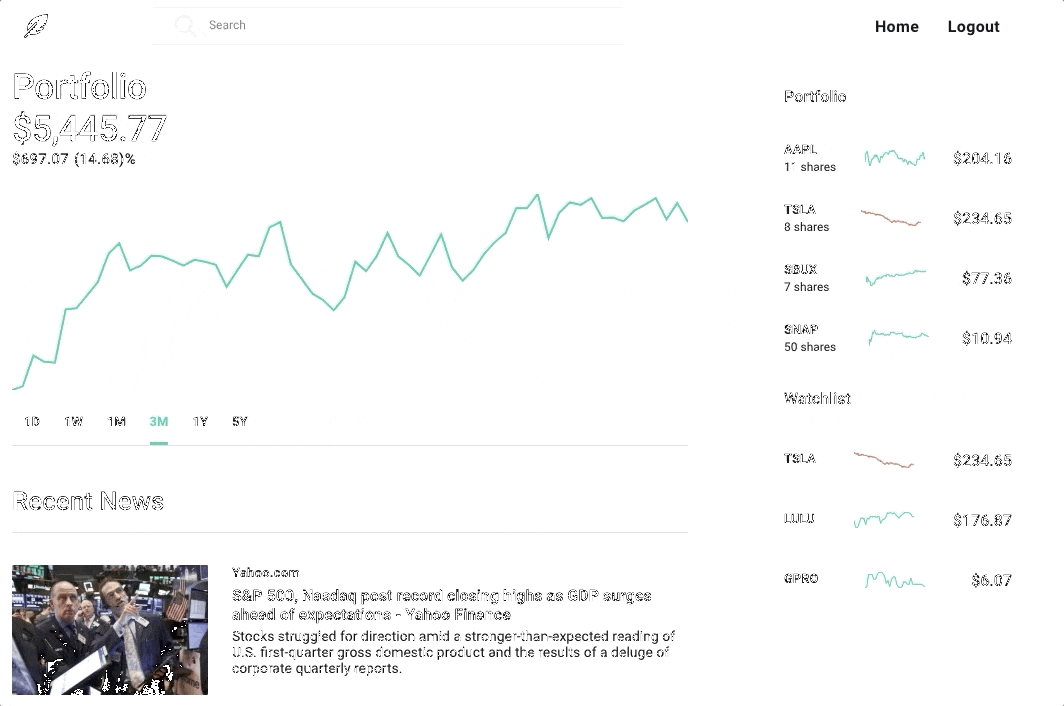 Search
Home
Logout
Portfolio
$5,445.77
$697.07 (14.68)%
1D
1W
1M
3M
1Y
5Y
Recent News
Yahoo.com
S&P 500, Nasdaq post record closing highs as GDP surges
ahead of expectations - Yahoo Finance
Stocks struggled for direction amid a stronger-than-expected reading of
U.S. first-quarter gross domestic product and the results of a deluge of
corporate quarterly reports.
Portfolio
AAPL
11 shares
$204.16
TSLA
8 shares
$234.65
SBUX
7 shares
$77.36
SNAP
50 shares
$10.94
Watchlist
TSLA
$234.65
LULU
$176.87
GPRO
$6.07